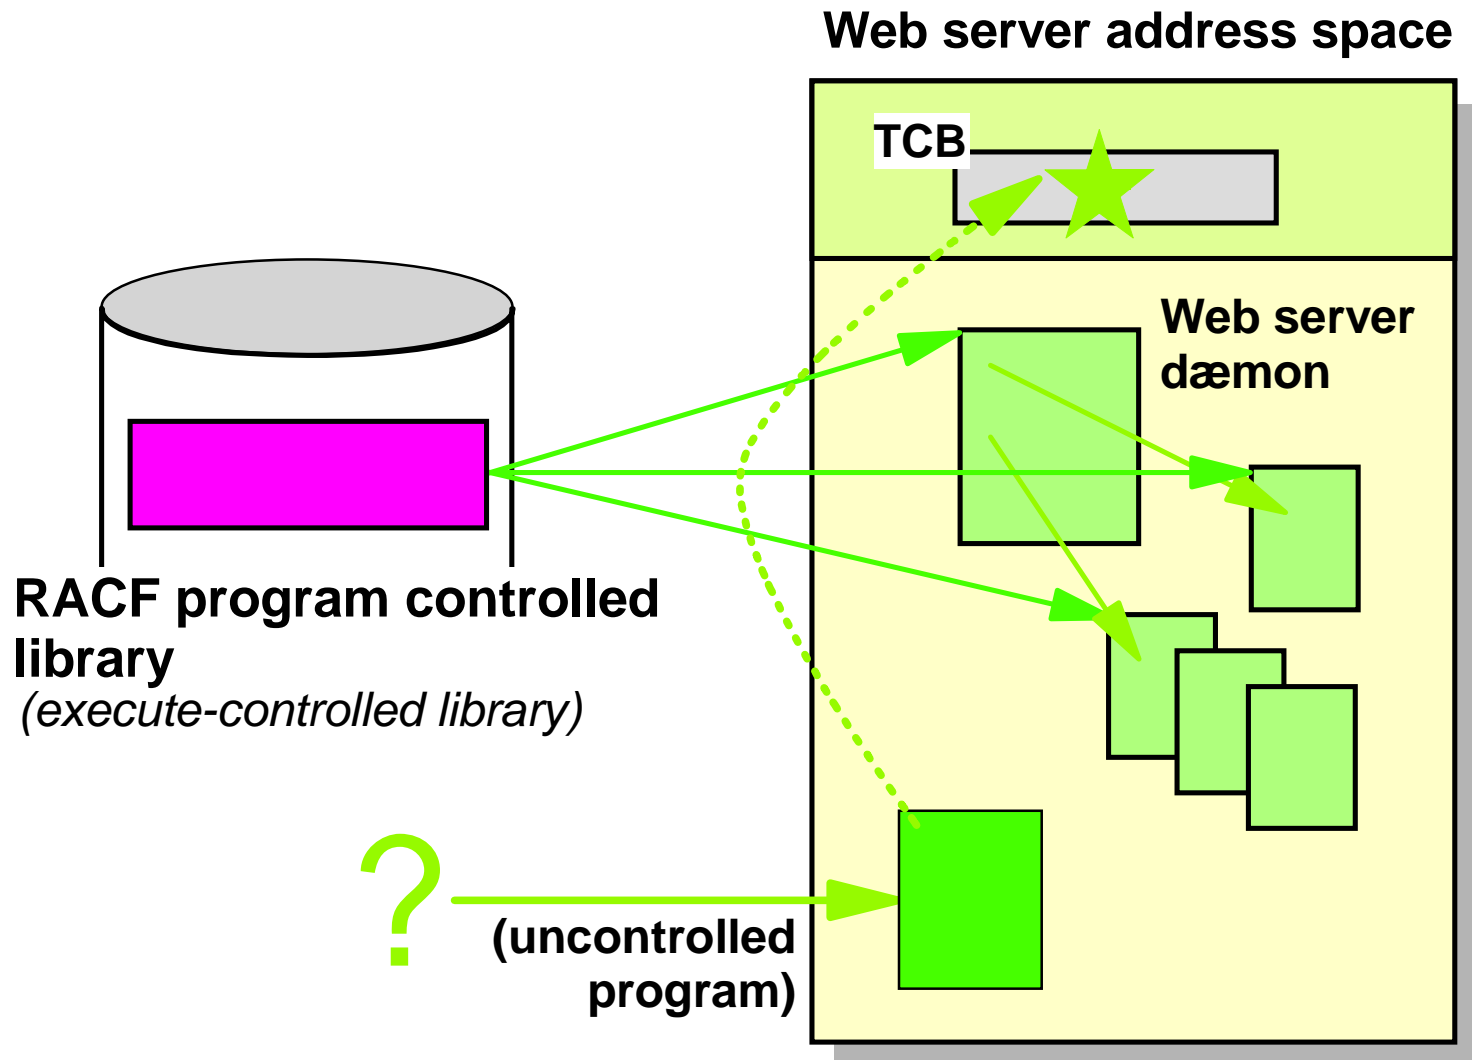 Web server address space
TCB
Web server
dæmon
RACF program controlled
library
(execute-controlled library)
?
(uncontrolled
program)